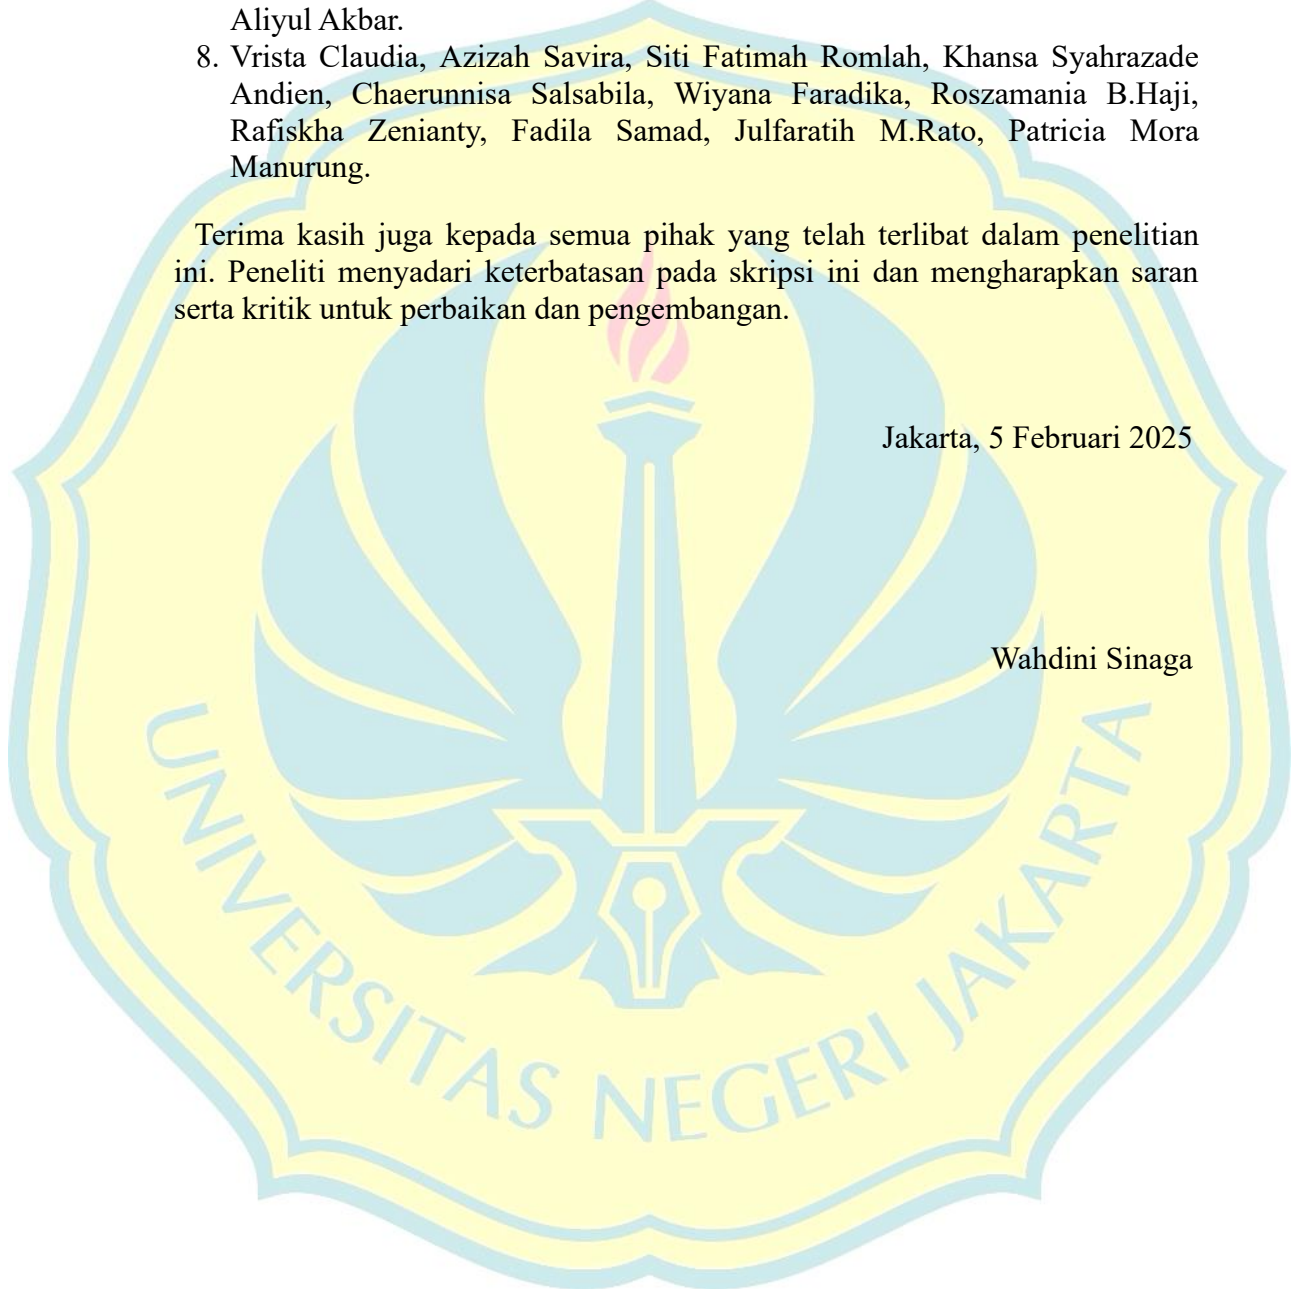 Aliyul Akbar.
8. Vrista Claudia, Azizah Savira, Siti Fatimah Romlah, Khansa Syahrazade
Andien, Chaerunnisa Salsabila, Wiyana Faradika, Roszamania B.Haji,
Rafiskha Zenianty, Fadila Samad, Julfaratih M.Rato, Patricia Mora
Manurung.
Terima kasih juga kepada semua pihak yang telah terlibat dalam penelitian
ini. Peneliti menyadari keterbatasan pada skripsi ini dan mengharapkan saran
serta kritik untuk perbaikan dan pengembangan.
Jakarta, 5 Februari 2025
Wahdini Sinaga
UNIVERSITAS NEGERI JAKARTA